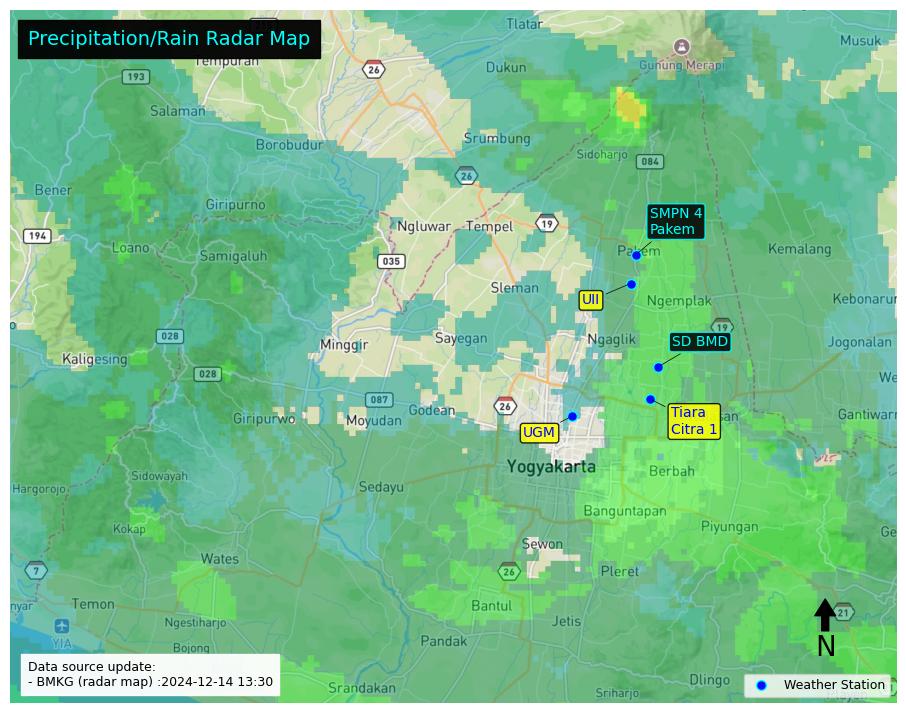 Precipitation/Rain Radar Map
Tlatar
Musuk
Tempuran
26
193
Dukun
Gunung Merapi
Salaman
Borobudur
Srumbung
Sidoharjo
084
26
Bener
Giripurno
SMPN 4
Pakem
194
Loano
Samigaluh
Ngluwar
Tempel
19
Pakem
Kemalang
035
Sleman
UII
Ngemplak
Kebonarum
028
Minggir
Sayegan
Ngaglik
19
SD BMD
Jogonalan
Kaligesing
028
087
Godean
26
Giripurwo
Moyudan
UGM
Tiara
Citra 1
Yogyakarta
Berbah
Sidowayah
Hargorojo
Sedayu
Banguntapan
Kokap
Piyungan
Wates
Sewon
7
26
Pleret
Temon
Bantul
21
Ngestiharjo
Jetis
YIA
Bojong
Pandak
N
Data source update:
- BMKG (radar map) :2024-12-14 13:30
Srandakan
Sriharjo
Dlingo
Weather Station